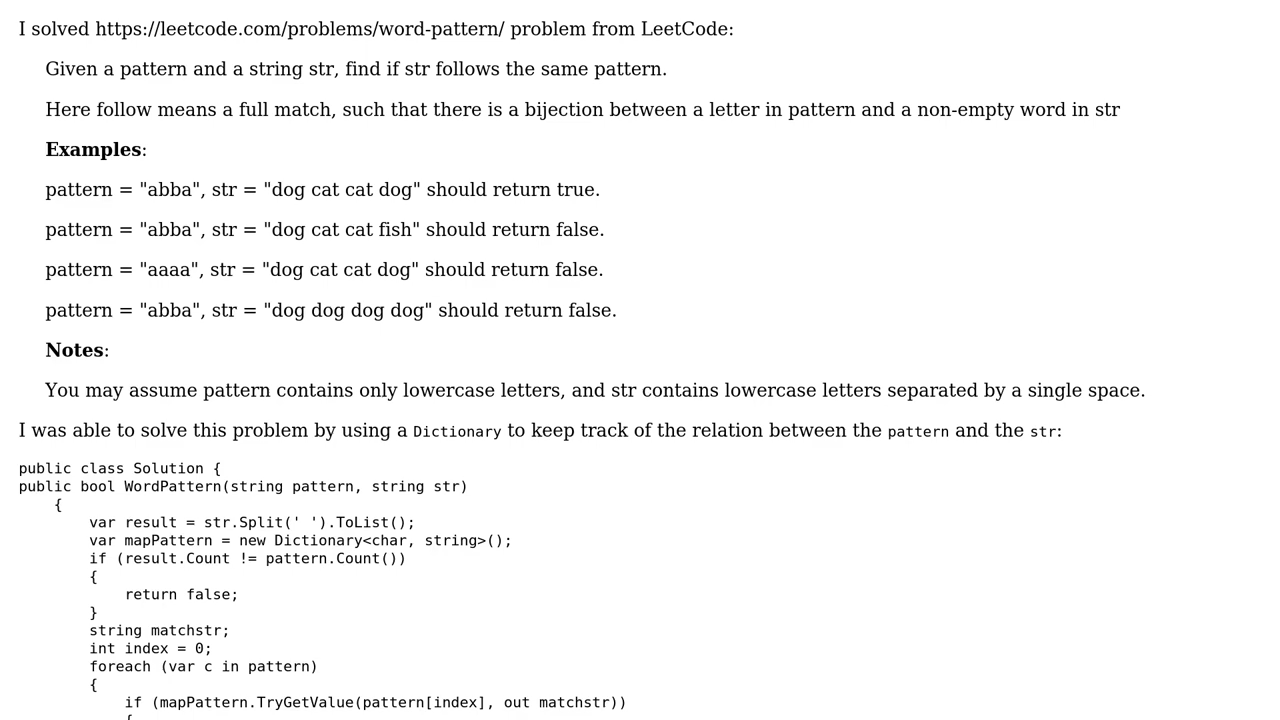 I solved https://leetcode.com/problems/word-pattern/ problem from LeetCode:
Given a pattern and a string str, find if str follows the same pattern.
Here follow means a full match, such that there is a bijection between a letter in pattern and a non-empty word in str
Examples:
pattern = "abba", str = "dog cat cat dog" should return true.
pattern = "abba", str = "dog cat cat fish" should return false.
pattern = "aaaa", str = "dog cat cat dog" should return false.
pattern = "abba", str = "dog dog dog dog" should return false.
Notes:
You may assume pattern contains only lowercase letters, and str contains lowercase letters separated by a single space.
I was able to solve this problem by using a Dictionary to keep track of the relation between the pattern and the str:
public class Solution {
public bool WordPattern(string pattern, string str)
    {
        var result = str.Split(' ').ToList();
        var mapPattern = new Dictionary<char, string>();
        if (result.Count != pattern.Count())
        {
            return false;
        }
        string matchstr;
        int index = 0;
        foreach (var c in pattern)
        {
            if (mapPattern.TryGetValue(pattern[index], out matchstr))
            {